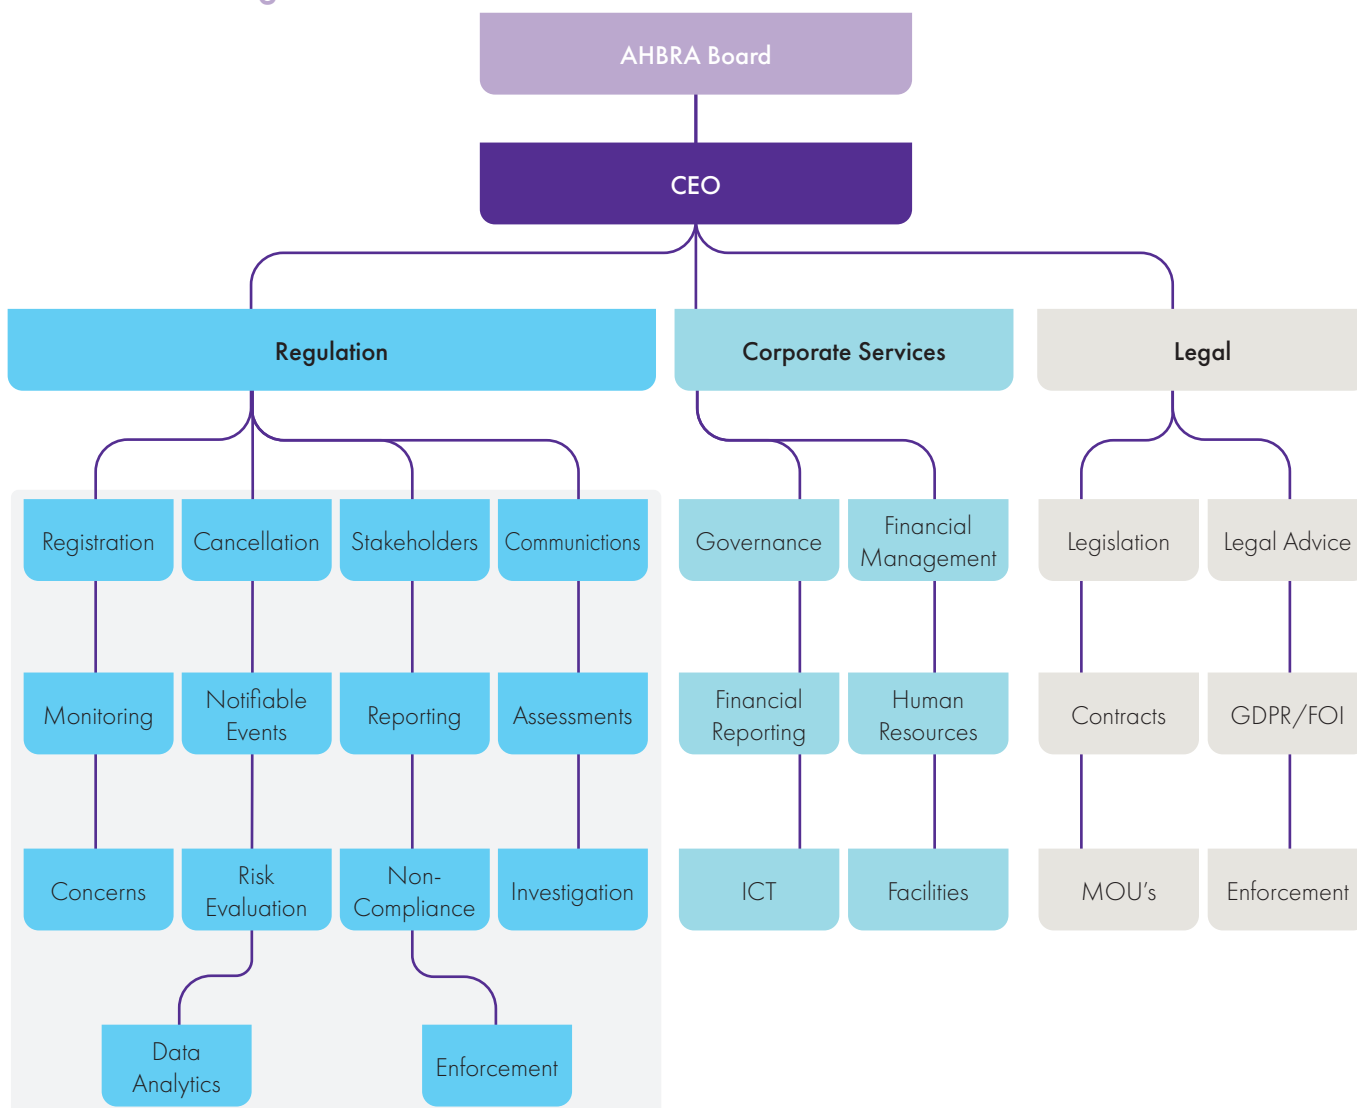 AHBRA Board
CEO
Regulation
Corporate Services
Legal
Registration
Cancellation
Stakeholders
Communictions
Governance
Financial
Management
Legislation
Legal Advice
Monitoring
Notifiable
Events
Reporting
Assessments
Financial
Reporting
Human
Resources
Contracts
GDPR/FOI
Concerns
Risk
Evaluation
Non-
Compliance
Investigation
ICT
Facilities
MOU's
Enforcement
Data
Analytics
Enforcement